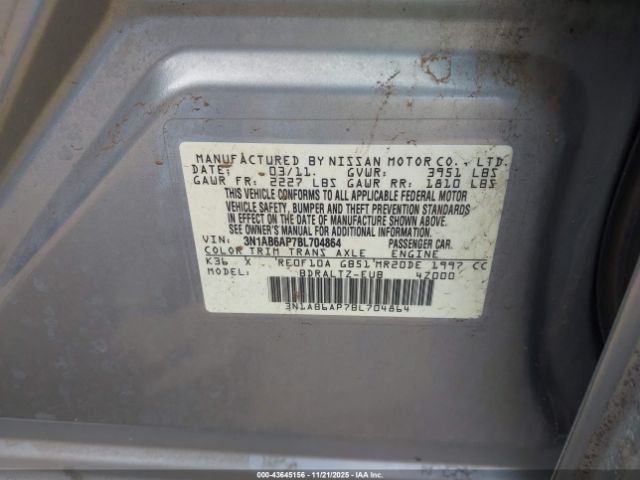 MANUFACTURED BY NISSAN MOTOR CO., LTD.
DATE: 03/11. GVWR: 3951 LBS
GAWR FR: 2227 LBS GAWR RR: 1810 LBS
THIS VEHICLE CONFORMS TO ALL APPLICABLE FEDERAL MOTOR
VEHICLE SAFETY, BUMPER AND THEFT PREVENTION STANDARDS
IN EFFECT ON THE DATE OF MANUFACTURE SHOWN ABOVE.
SEE OWNER'S MANUAL FOR ADDITIONAL INFORMATION.
VIN: 3N1AB6AP7BL704864 PASSENGER CAR.
COLOR TRIM TRANS AXLE ENGINE
K36 X RE0F10A GB51 MR20DE 1997 CC
MODEL: BDRALTZ-EUB 4Z000
3N1AB6AP7BL704864
000-43645156 - 11/21/2025 - IAAI.COM